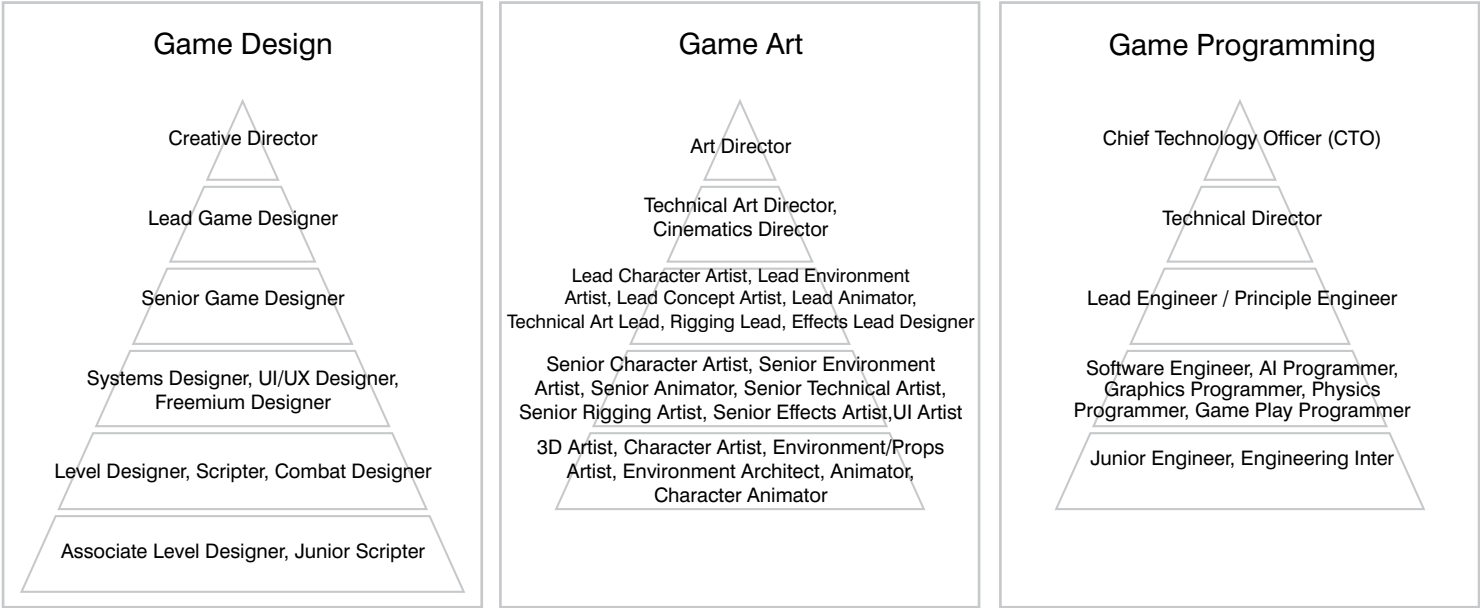 Game Design
Creative Director
Lead Game Designer
Senior Game Designer
Systems Designer, UI/UX Designer,
Freemium Designer
Level Designer, Scripter, Combat Designer
Associate Level Designer, Junior Scripter
Game Art
Art Director
Technical Art Director,
Cinematics Director
Lead Character Artist, Lead Environment
Artist, Lead Concept Artist, Lead Animator,
Technical Art Lead, Rigging Lead, Effects Lead Designer
Senior Character Artist, Senior Environment
Artist, Senior Animator, Senior Technical Artist,
Senior Rigging Artist, Senior Effects Artist,UI Artist
3D Artist, Character Artist, Environment/Props
Artist, Environment Architect, Animator,
Character Animator
Game Programming
Chief Technology Officer (CTO)
Technical Director
Lead Engineer / Principle Engineer
Software Engineer, AI Programmer,
Graphics Programmer, Physics
Programmer, Game Play Programmer
Junior Engineer, Engineering Inter